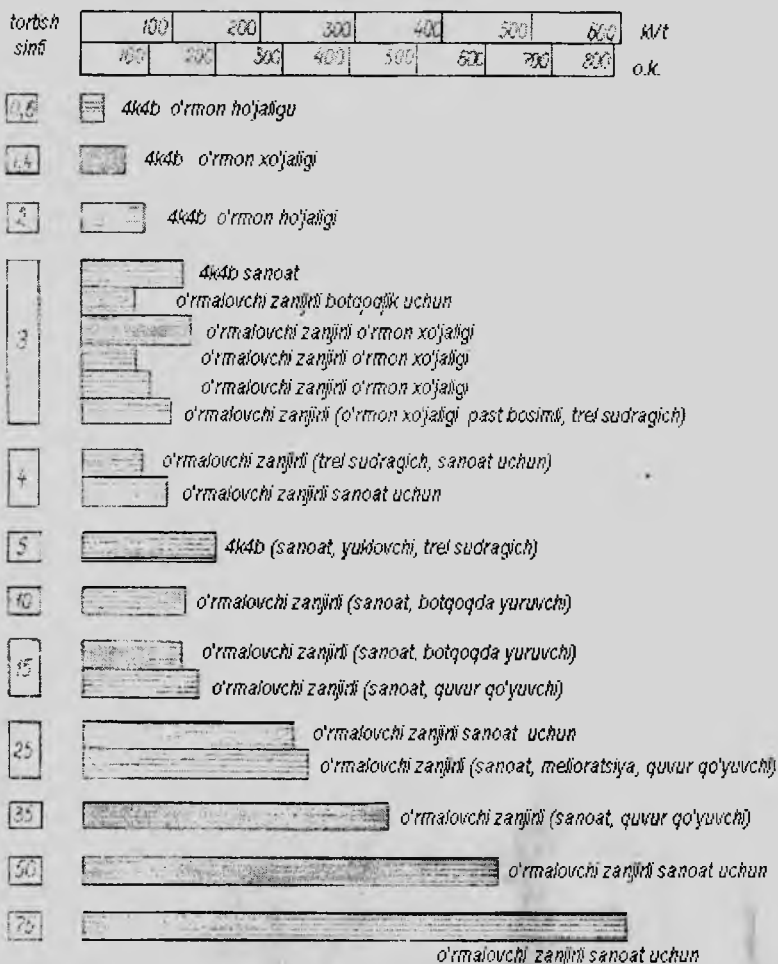 tortish 100 200 300 400 500 600 kVt
sinfi 100 200 300 400 500 600 700 800 o.k.
0,6 4k4b o'rmon ho'jaligu
1,4 4k4b o'rmon xo'jaligi
2 4k4b o'rmon ho'jaligi
4k4b sanoat
o'rmalovchi zanjirli botqoqlik uchun
3 o'rmalovchi zanjirli o'rmon xo'jaligi
o'rmalovchi zanjirli o'rmon xo'jaligi
o'rmalovchi zanjirli o'rmon xo'jaligi
o'rmalovchi zanjirli (o'rmon xo'jaligi past bosimli, trel sudragich)
4 o'rmalovchi zanjirli (trel sudragich, sanoat uchun)
o'rmalovchi zanjirli sanoat uchun
5 4k4b (sanoat, yuklovchi, trel sudragich)
10 o'rmalovchi zanjirli (sanoat, botqoqda yuruvchi)
15 o'rmalovchi zanjirli (sanoat, botqoqda yuruvchi)
o'rmalovchi zanjirli (sanoat, quvur qo'yuvchi)
25 o'rmalovchi zanjirli sanoat uchun
o'rmalovchi zanjirli (sanoat, melioratsiya, quvur qo'yuvchi)
35 o'rmalovchi zanjirli (sanoat, quvur qo'yuvchi)
50 o'rmalovchi zanjirli sanoat uchun
75
o'rmalovchi zanjirli sanoat uchun